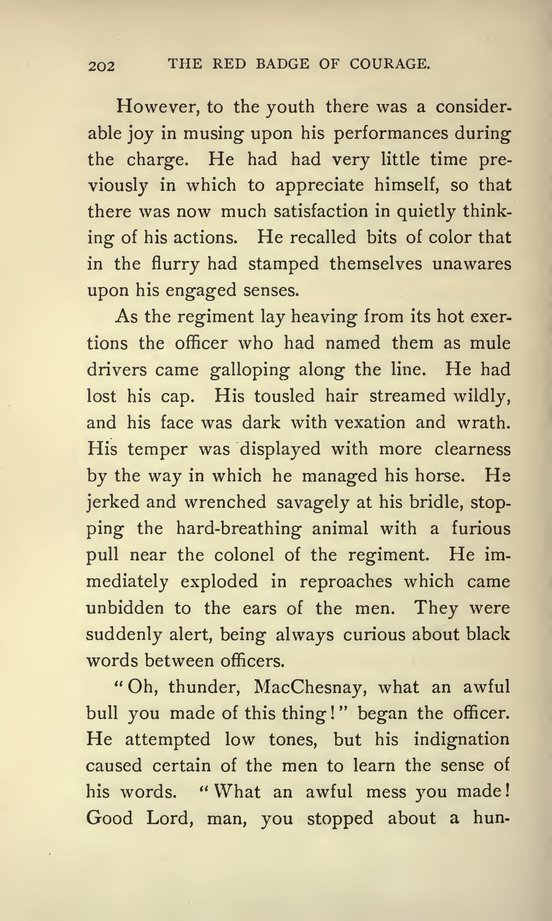 202 THE RED BADGE OF COURAGE.
However, to the youth there was a consider-
able joy in musing upon his performances during
the charge. He had had very little time pre-
viously in which to appreciate himself, so that
there was now much satisfaction in quietly think-
ing of his actions. He recalled bits of color that
in the flurry had stamped themselves unawares
upon his engaged senses.
As the regiment lay heaving from its hot exer-
tions the officer who had named them as mule
drivers came galloping along the line. He had
lost his cap. His tousled hair streamed wildly,
and his face was dark with vexation and wrath.
His temper was displayed with more clearness
by the way in which he managed his horse. He
jerked and wrenched savagely at his bridle, stop-
ping the hard-breathing animal with a furious
pull near the colonel of the regiment. He im-
mediately exploded in reproaches which came
unbidden to the ears of the men. They were
suddenly alert, being always curious about black
words between officers.
“Oh, thunder, MacChesnay, what an awful
bull you made of this thing!” began the officer.
He attempted low tones, but his indignation
caused certain of the men to learn the sense of
his words. “What an awful mess you made!
Good Lord, man, you stopped about a hun-